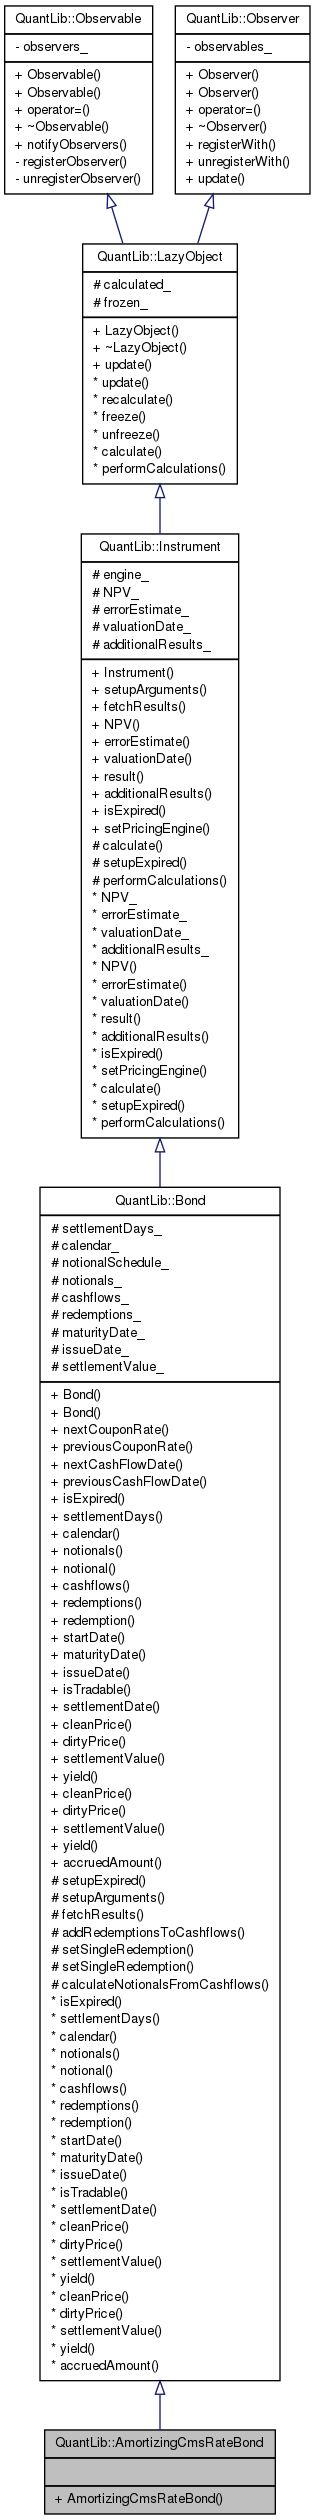 QuantLib::Observable
- observers_
+ Observable()
+ Observable()
+ operator=()
+ ~Observable()
+ notifyObservers()
- registerObserver()
- unregisterObserver()
QuantLib::Observer
- observables_
+ Observer()
+ Observer()
+ operator=()
+ ~Observer()
+ registerWith()
+ unregisterWith()
+ update()
QuantLib::LazyObject
# calculated_
# frozen_
+ LazyObject()
+ ~LazyObject()
+ update()
* update()
* recalculate()
* freeze()
* unfreeze()
* calculate()
* performCalculations()
QuantLib::Instrument
# engine_
# NPV_
# errorEstimate_
# valuationDate_
# additionalResults_
+ Instrument()
+ setupArguments()
+ fetchResults()
+ NPV()
+ errorEstimate()
+ valuationDate()
+ result()
+ additionalResults()
+ isExpired()
+ setPricingEngine()
# calculate()
# setupExpired()
# performCalculations()
* NPV_
* errorEstimate_
* valuationDate_
* additionalResults_
* NPV()
* errorEstimate()
* valuationDate()
* result()
* additionalResults()
* isExpired()
* setPricingEngine()
* calculate()
* setupExpired()
* performCalculations()
QuantLib::Bond
# settlementDays_
# calendar_
# notionalSchedule_
# notionals_
# cashflows_
# redemptions_
# maturityDate_
# issueDate_
# settlementValue_
+ Bond()
+ Bond()
+ nextCouponRate()
+ previousCouponRate()
+ nextCashFlowDate()
+ previousCashFlowDate()
+ isExpired()
+ settlementDays()
+ calendar()
+ notionals()
+ notional()
+ cashflows()
+ redemptions()
+ redemption()
+ startDate()
+ maturityDate()
+ issueDate()
+ isTradable()
+ settlementDate()
+ cleanPrice()
+ dirtyPrice()
+ settlementValue()
+ yield()
+ cleanPrice()
+ dirtyPrice()
+ settlementValue()
+ yield()
+ accruedAmount()
# setupExpired()
# setupArguments()
# fetchResults()
# addRedemptionsToCashflows()
# setSingleRedemption()
# setSingleRedemption()
# calculateNotionalsFromCashflows()
* isExpired()
* settlementDays()
* calendar()
* notionals()
* notional()
* cashflows()
* redemptions()
* redemption()
* startDate()
* maturityDate()
* issueDate()
* isTradable()
* settlementDate()
* cleanPrice()
* dirtyPrice()
* settlementValue()
* yield()
* cleanPrice()
* dirtyPrice()
* settlementValue()
* yield()
* accruedAmount()
QuantLib::AmortizingCmsRateBond
+ AmortizingCmsRateBond()